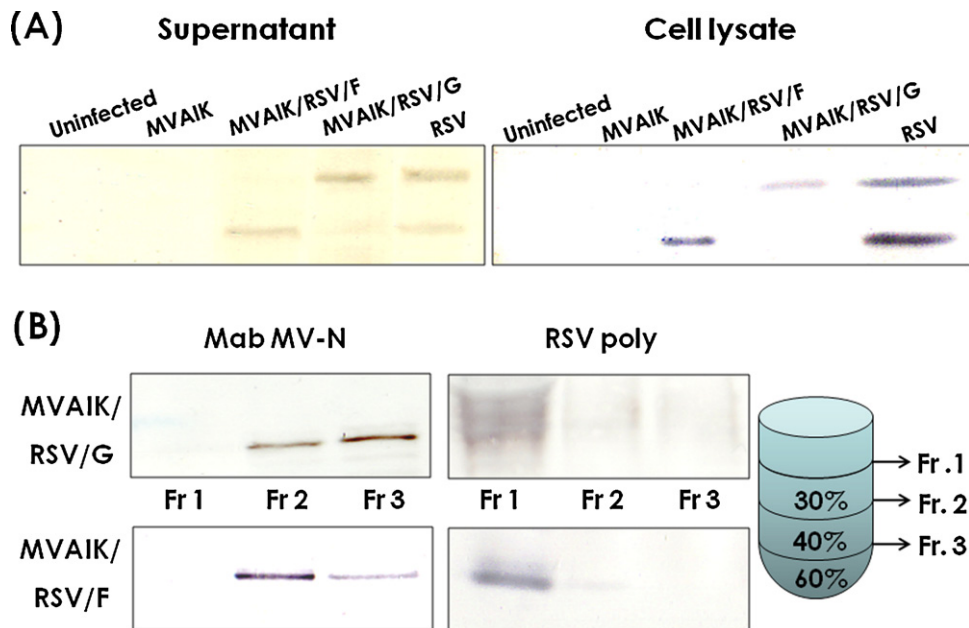 (A)
Supernatant
Cell lysate
Uninfected
MVAIK
MVAIK/RSV/F
MVAIK/RSV/G
RSV
Uninfected
MVAIK
MVAIK/RSV/F
MVAIK/RSV/G
RSV
(B)
Mab MV-N
RSV poly
MVAIK/
RSV/G
Fr 1
Fr 2
Fr 3
Fr 1
Fr 2
Fr 3
MVAIK/
RSV/F
Fr.1
30%
Fr. 2
40%
Fr. 3
60%